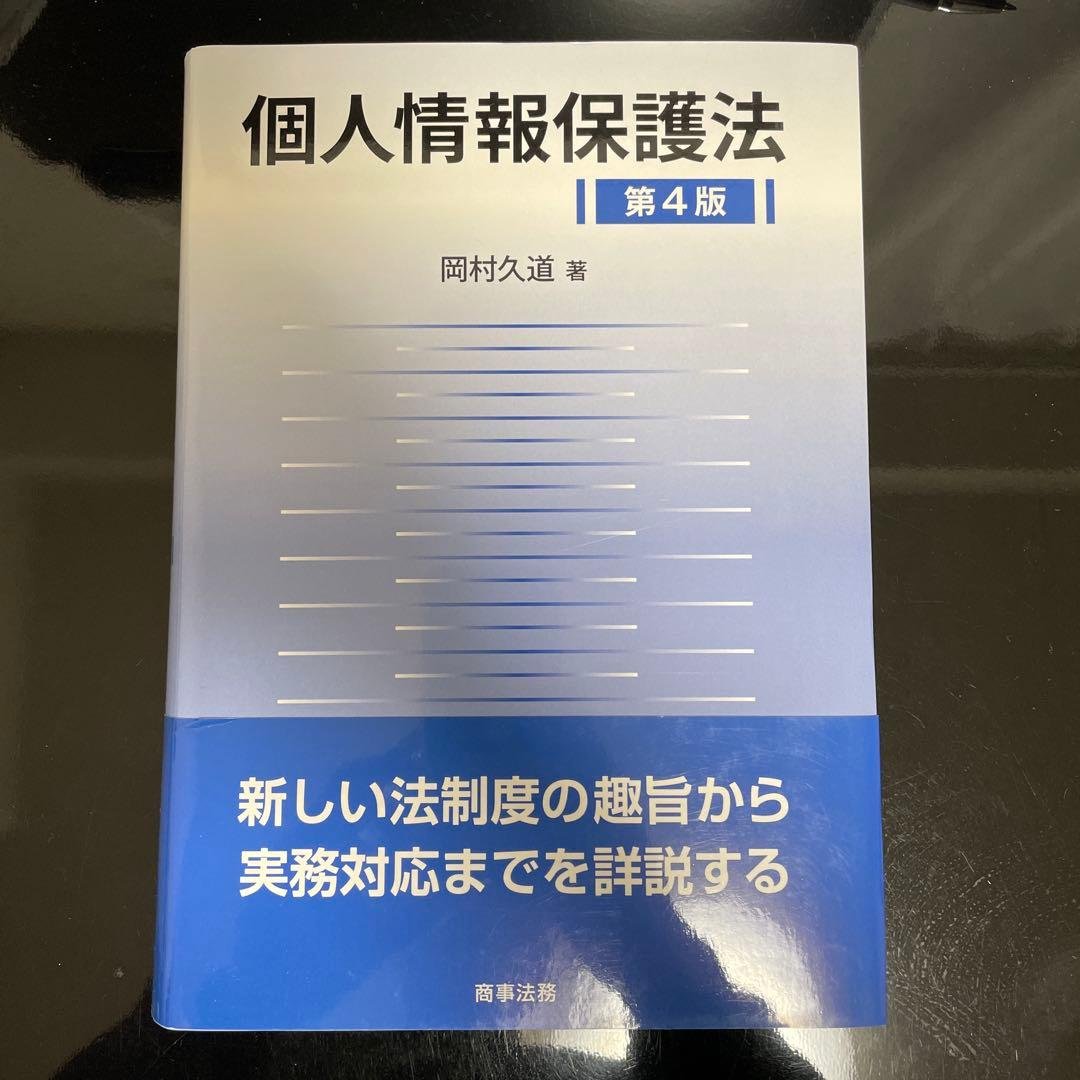 個人情報保護法
第4版
岡村久道 著
新しい法制度の趣旨から
実務対応までを詳説する
商事法務